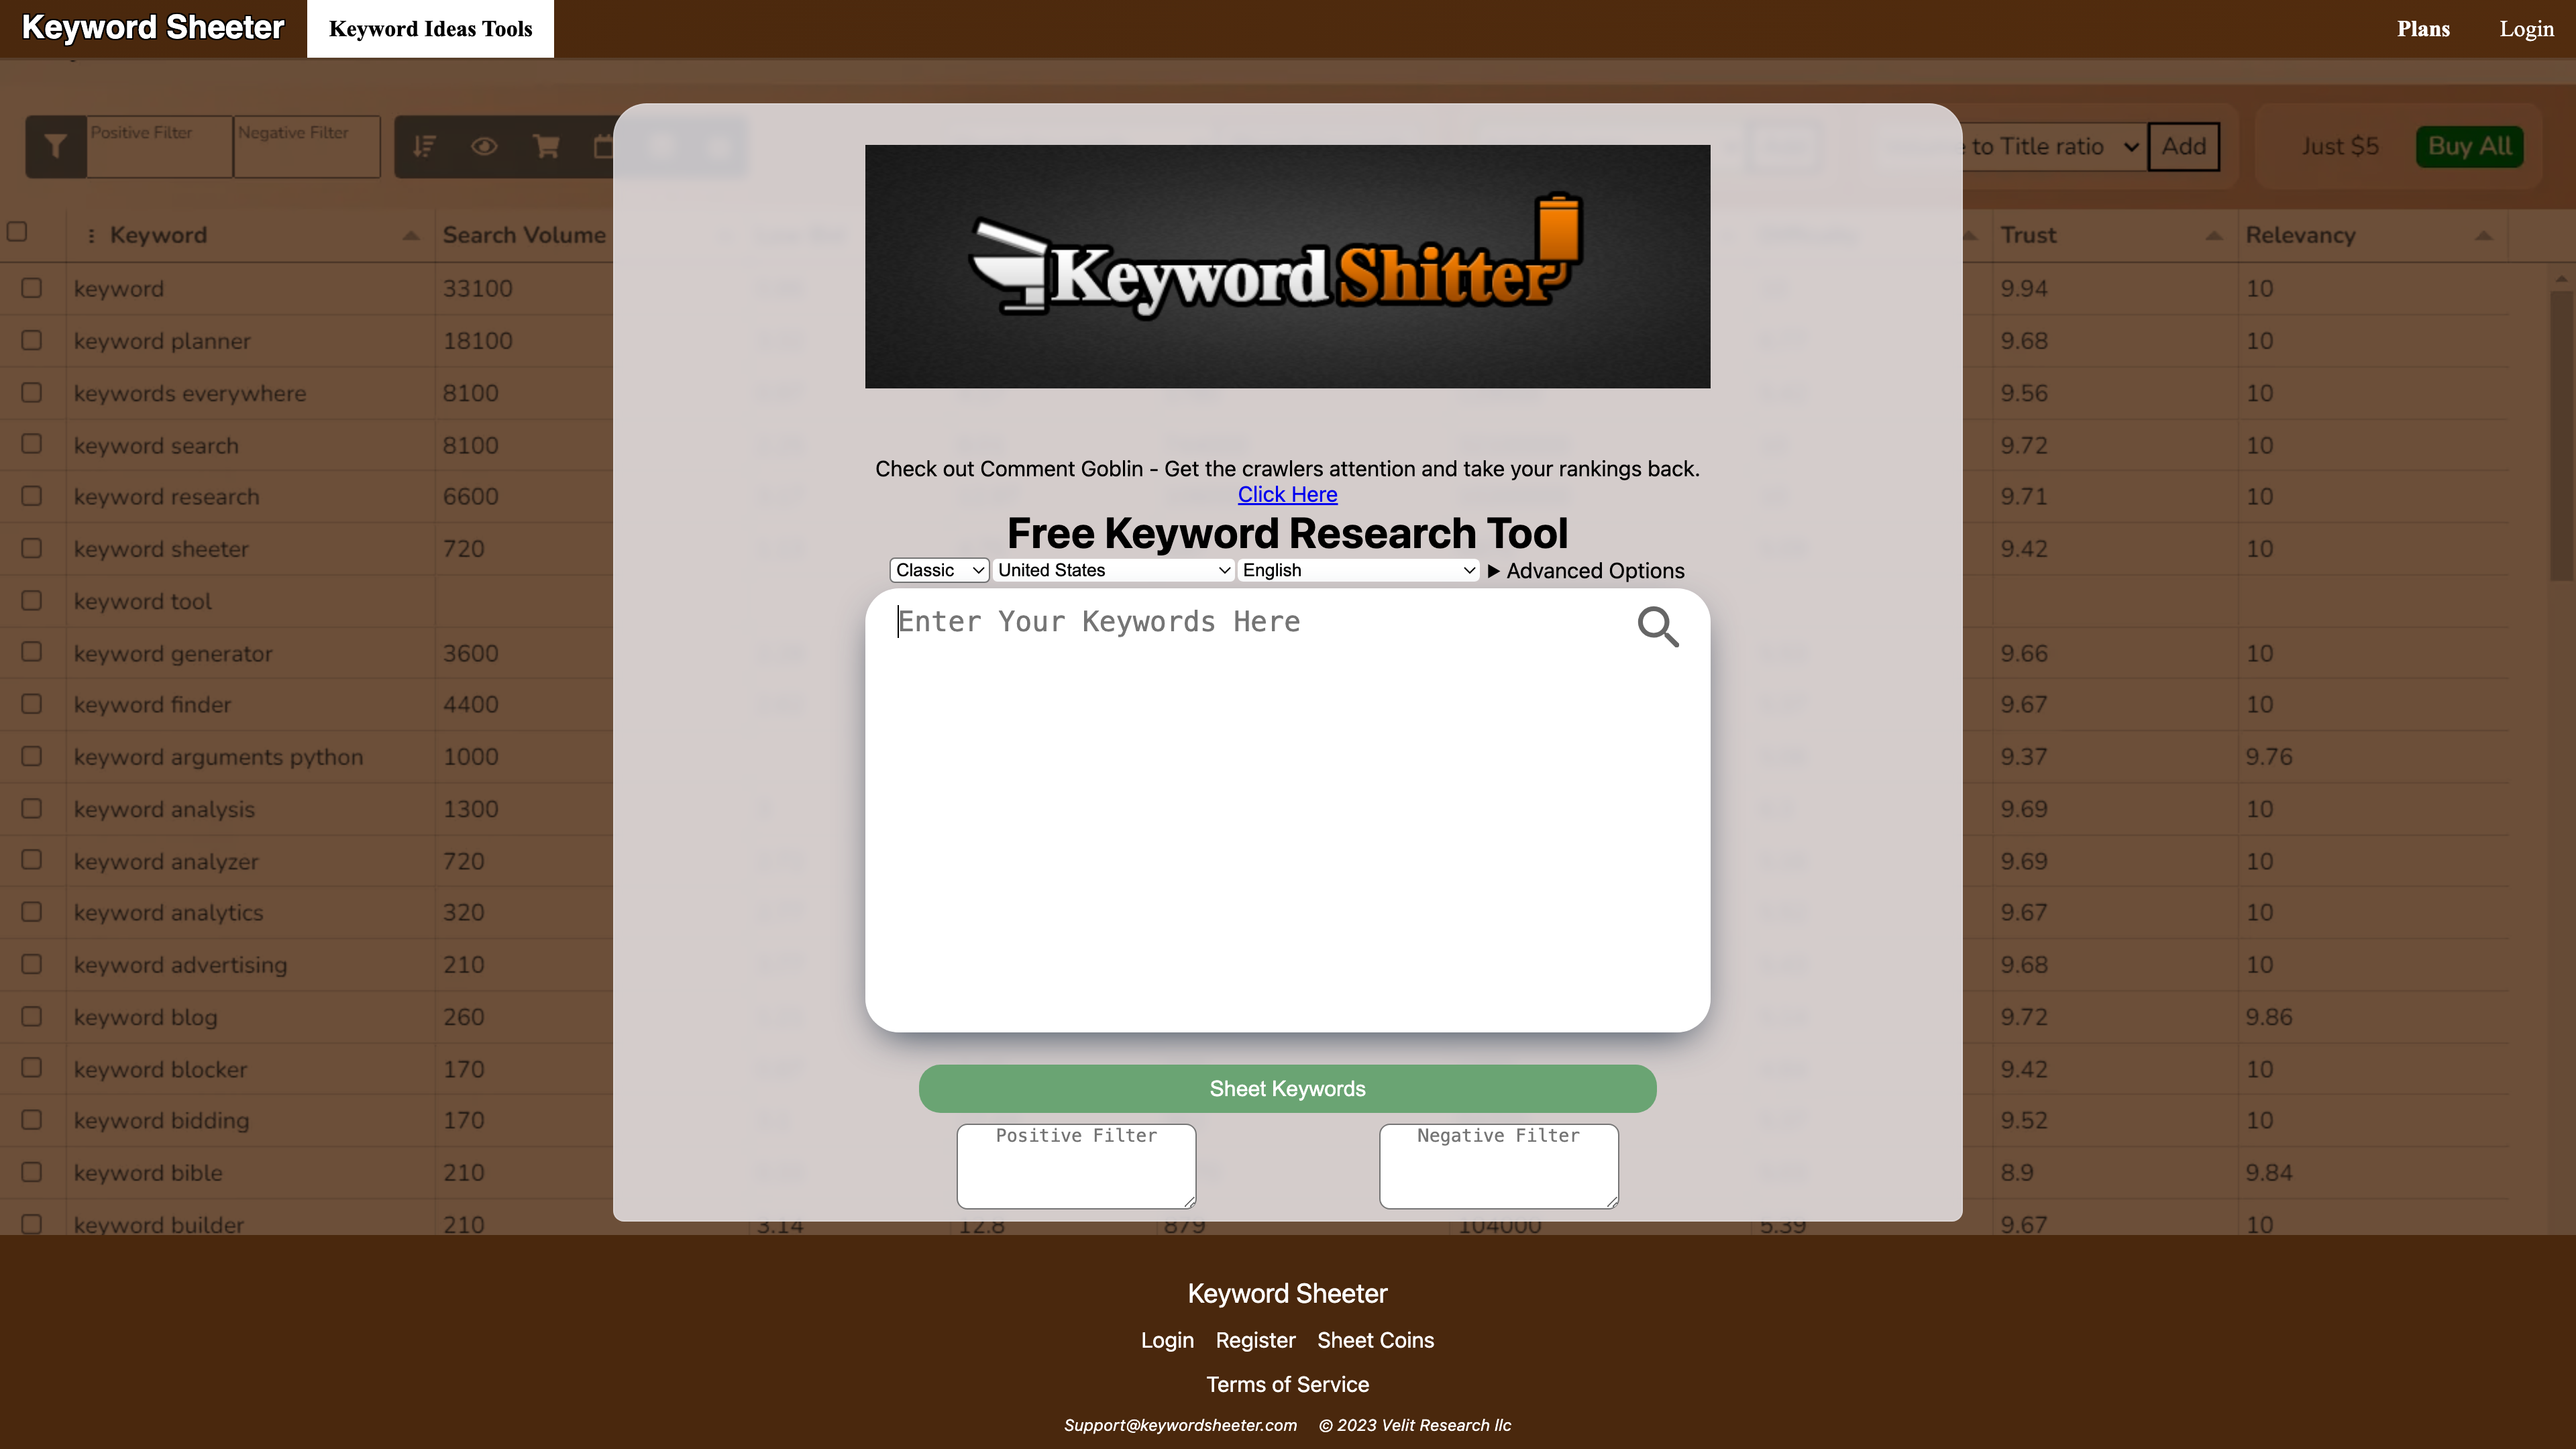 Keyword Sheeter Keyword Ideas Tools Plans Login
Positive Filter Negative Filter to Title ratio Add Just $5 Buy All
Keyword Search Volume Trust Relevancy
keyword 33100 9.94 10
keyword planner 18100 9.68 10
keywords everywhere 8100 9.56 10
keyword search 8100 9.72 10
keyword research 6600 9.71 10
keyword sheeter 720 9.42 10
keyword tool
keyword generator 3600 9.66 10
keyword finder 4400 9.67 10
keyword arguments python 1000 9.37 9.76
keyword analysis 1300 9.69 10
keyword analyzer 720 9.69 10
keyword analytics 320 9.67 10
keyword advertising 210 9.68 10
keyword blog 260 9.72 9.86
keyword blocker 170 9.42 10
keyword bidding 170 9.52 10
keyword bible 210 8.9 9.84
keyword builder 210 3.14 12.8 879 104000 5.39 9.67 10
Keyword Shitter
Check out Comment Goblin - Get the crawlers attention and take your rankings back.
Click Here
Free Keyword Research Tool
Classic United States English Advanced Options
Enter Your Keywords Here
Sheet Keywords
Positive Filter Negative Filter
Keyword Sheeter
Login Register Sheet Coins
Terms of Service
Support@keywordsheeter.com © 2023 Velit Research llc